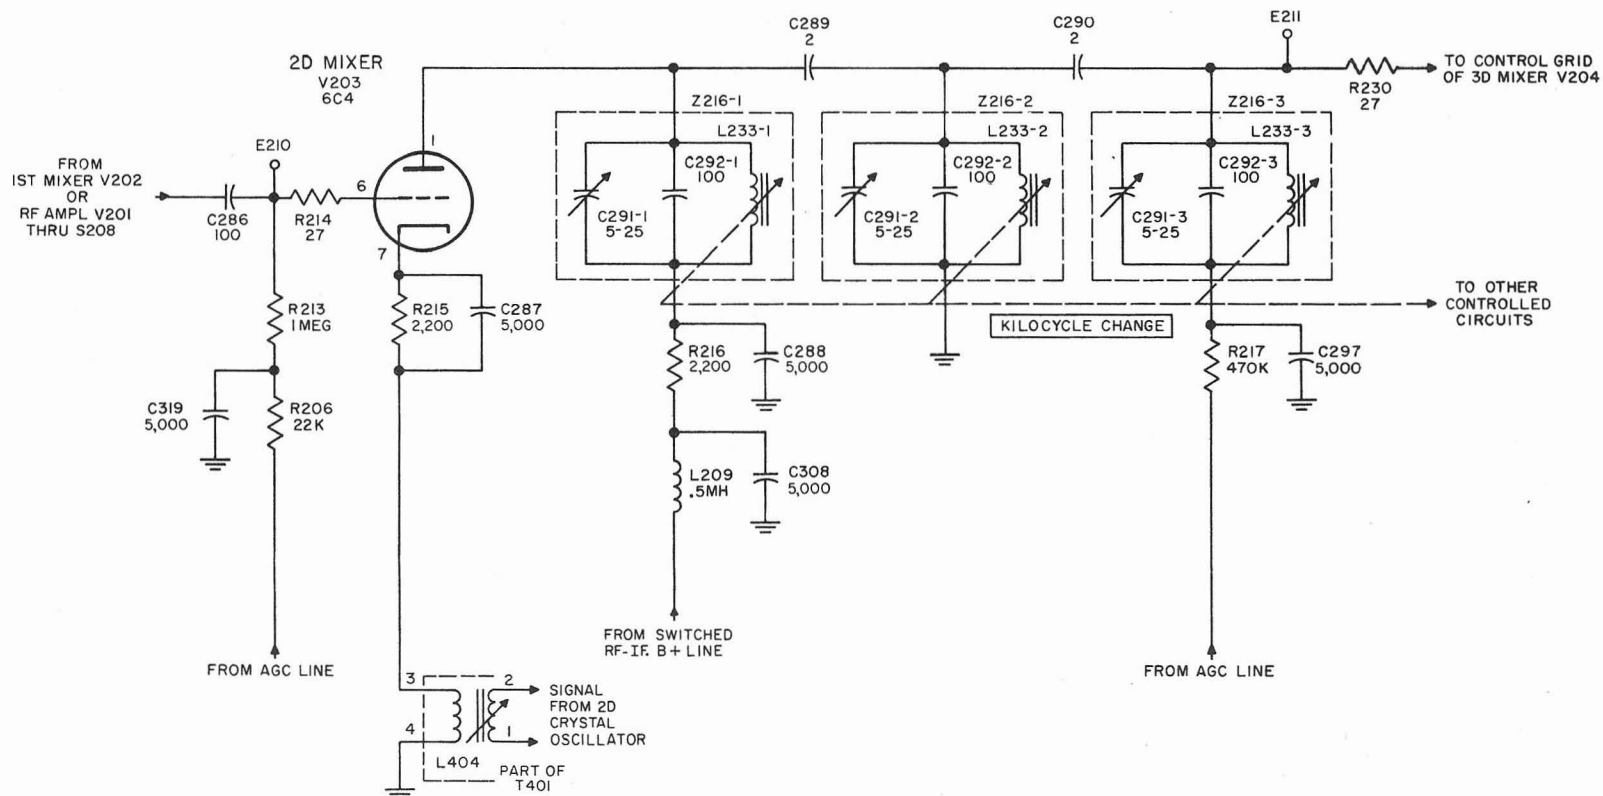 2D MIXER
V203
6C4
1
6
7
FROM
1ST MIXER V202
OR
RF AMPL V201
THRU S208
E210
C286
100
R214
27
R213
1 MEG
C319
5,000
R206
22K
FROM AGC LINE
R215
2,200
C287
5,000
3
4
2
1
SIGNAL
FROM 2D
CRYSTAL
OSCILLATOR
L404
PART OF
T401
C289
2
C290
2
E211
R230
27
TO CONTROL GRID
OF 3D MIXER V204
Z216-1
L233-1
C292-1
100
C291-1
5-25
Z216-2
L233-2
C292-2
100
C291-2
5-25
Z216-3
L233-3
C292-3
100
C291-3
5-25
KILOCYCLE CHANGE
TO OTHER
CONTROLLED
CIRCUITS
R216
2,200
C288
5,000
L209
.5MH
C308
5,000
FROM SWITCHED
RF-IF. B+ LINE
R217
470K
C297
5,000
FROM AGC LINE